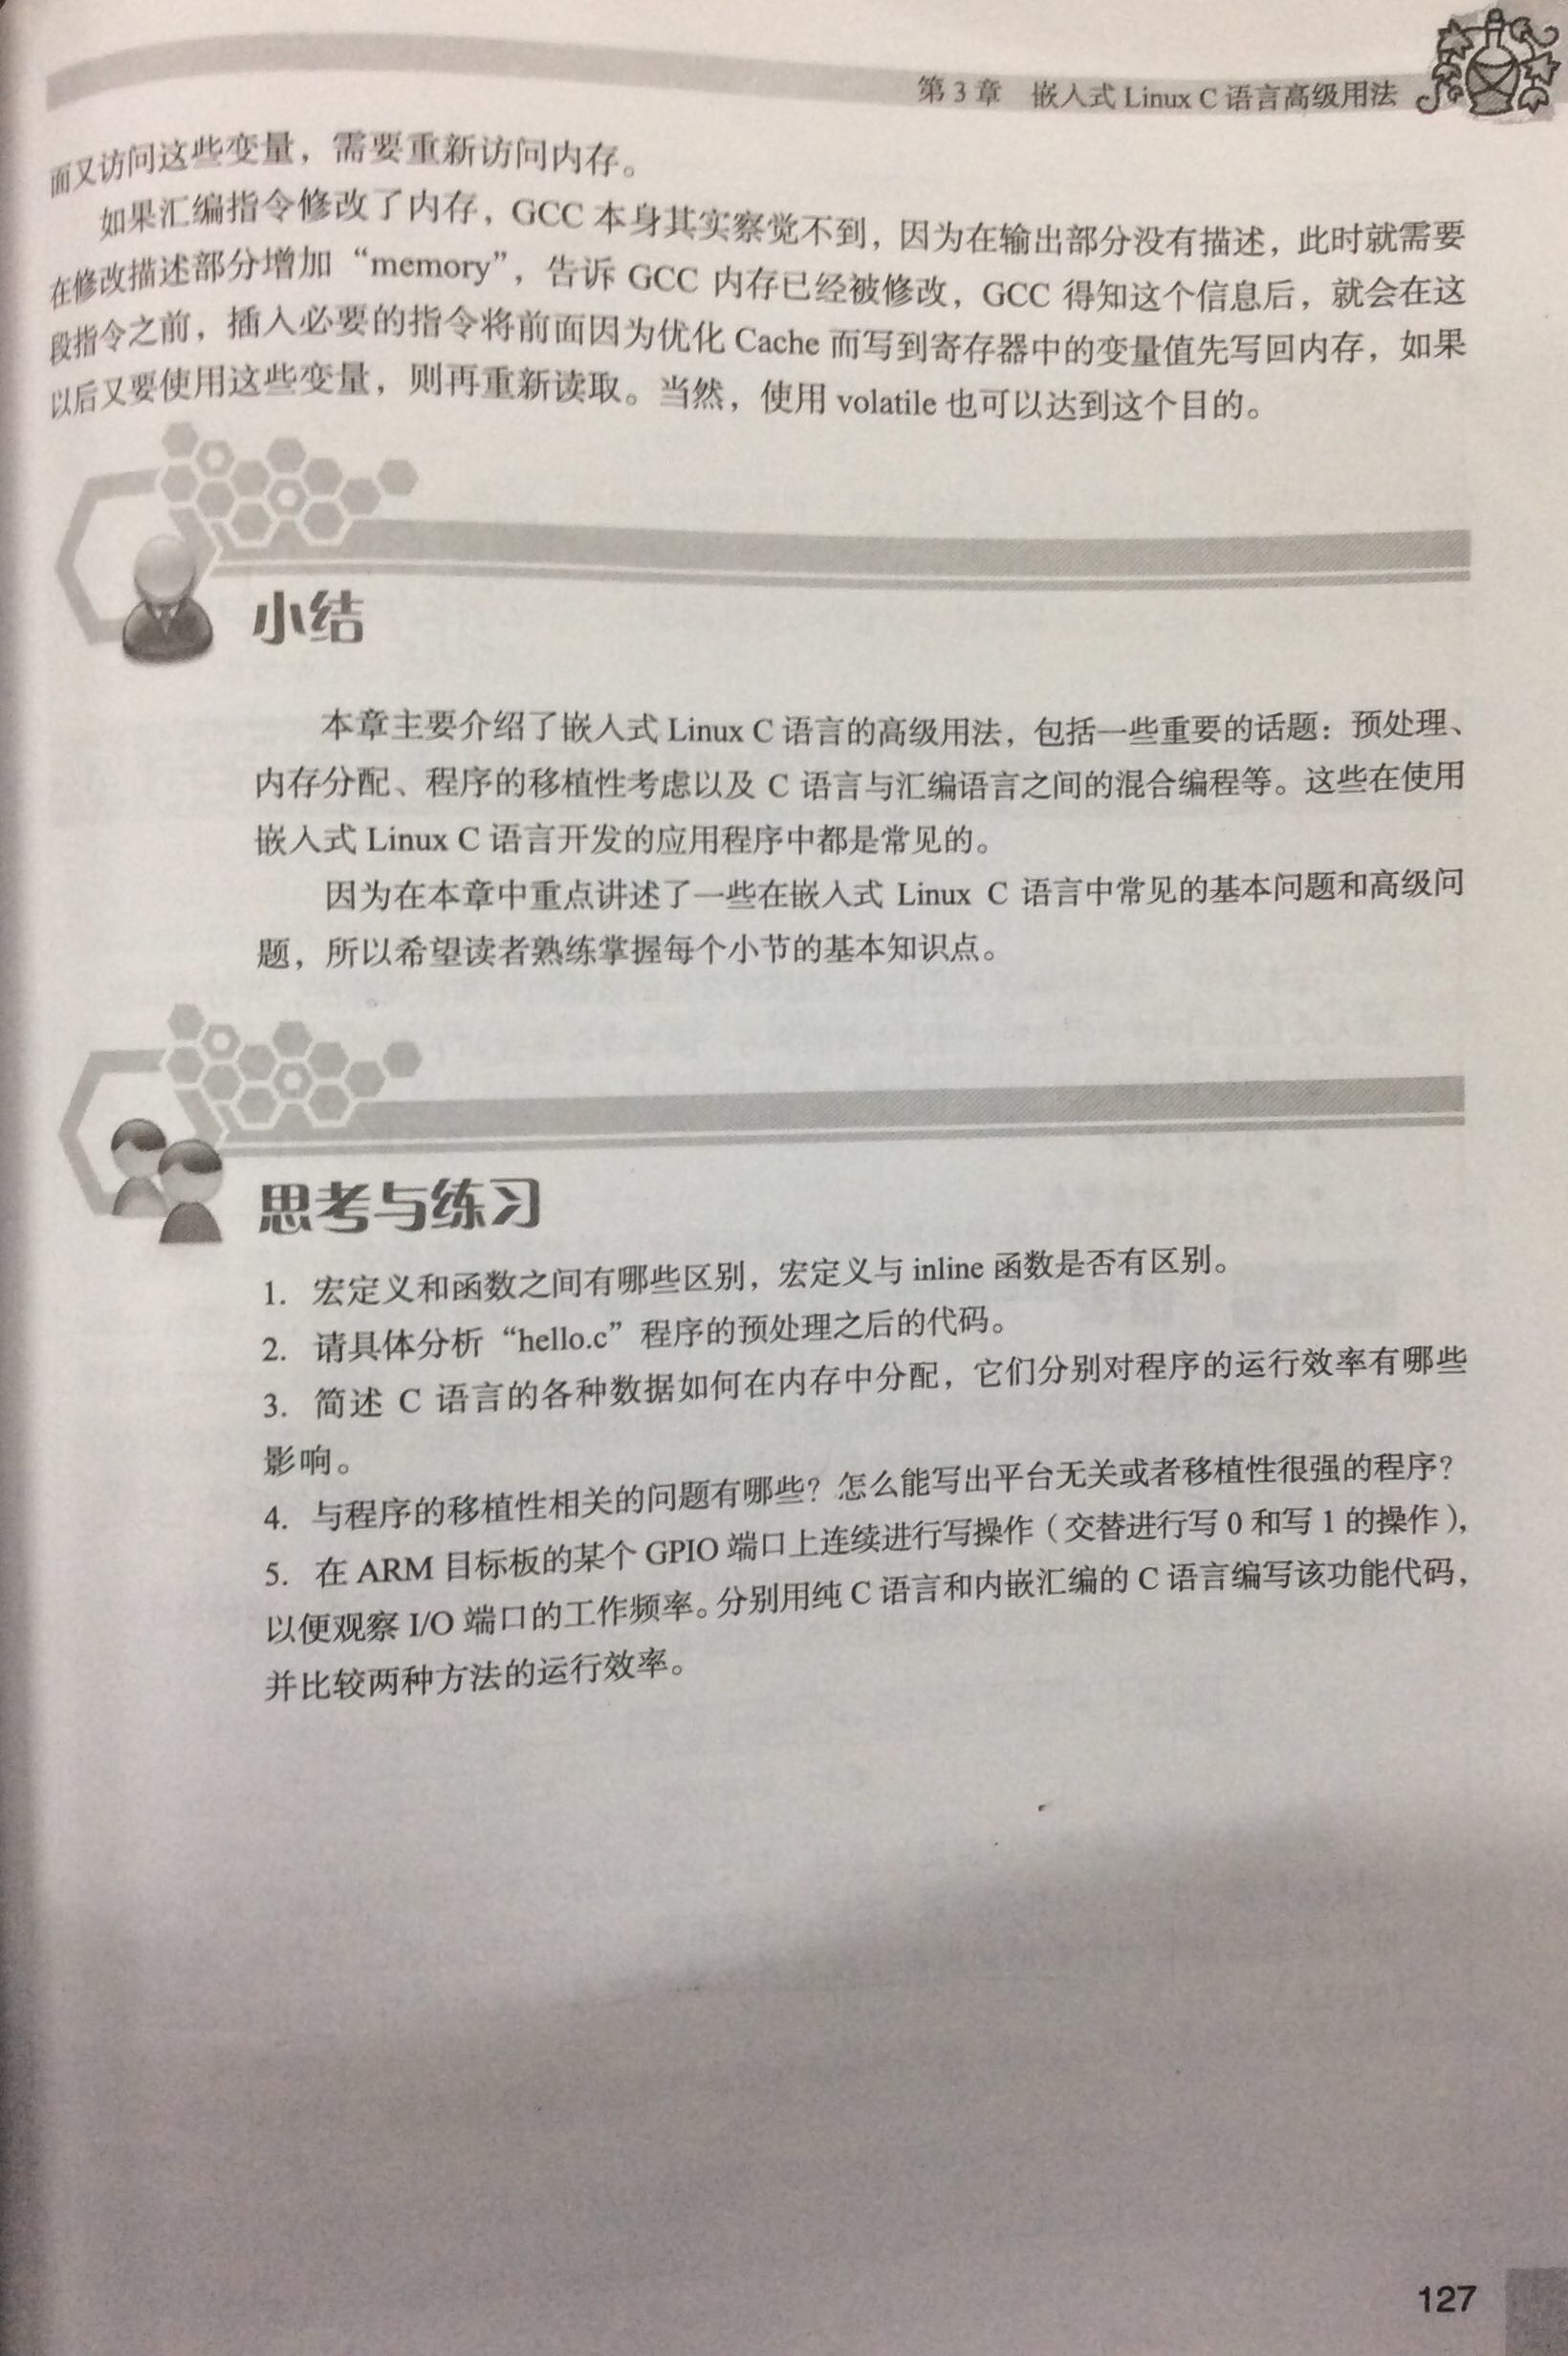 第3章 嵌入式 Linux C 语言高级用法
而又访问这些变量，需要重新访问内存。
如果汇编指令修改了内存，GCC 本身其实察觉不到，因为在输出部分没有描述，此时就需要
在修改描述部分增加“memory”，告诉 GCC 内存已经被修改，GCC 得知这个信息后，就会在这
段指令之前，插入必要的指令将前面因为优化 Cache 而写到寄存器中的变量值先写回内存，如果
以后又要使用这些变量，则再重新读取。当然，使用 volatile 也可以达到这个目的。
小结
本章主要介绍了嵌入式 Linux C 语言的高级用法，包括一些重要的话题：预处理、
内存分配、程序的移植性考虑以及 C 语言与汇编语言之间的混合编程等。这些在使用
嵌入式 Linux C 语言开发的应用程序中都是常见的。
因为在本章中重点讲述了一些在嵌入式 Linux C 语言中常见的基本问题和高级问
题，所以希望读者熟练掌握每个小节的基本知识点。
思考与练习
1. 宏定义和函数之间有哪些区别，宏定义与 inline 函数是否有区别。
2. 请具体分析“hello.c”程序的预处理之后的代码。
3. 简述 C 语言的各种数据如何在内存中分配，它们分别对程序的运行效率有哪些
影响。
4. 与程序的移植性相关的问题有哪些？怎么能写出平台无关或者移植性很强的程序？
5. 在 ARM 目标板的某个 GPIO 端口上连续进行写操作（交替进行写 0 和写 1 的操作），
以便观察 I/O 端口的工作频率。分别用纯 C 语言和内嵌汇编的 C 语言编写该功能代码，
并比较两种方法的运行效率。
127